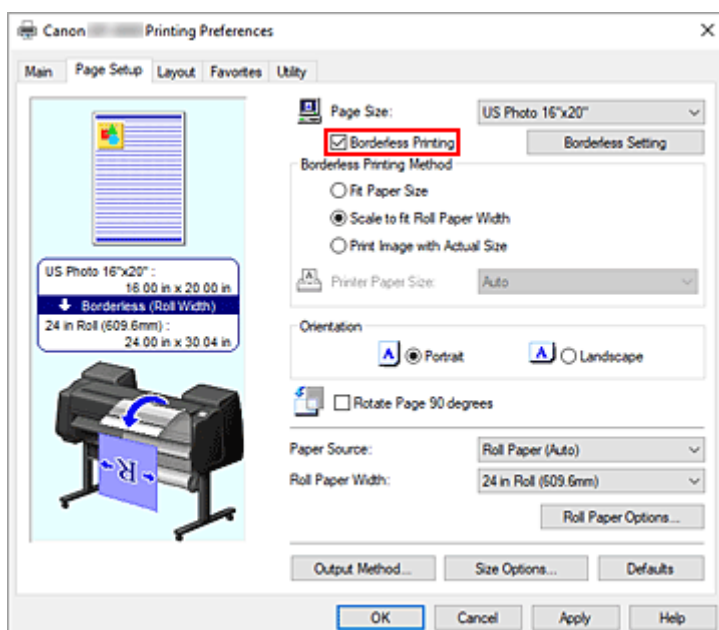 Canon Printing Preferences
Main Page Setup Layout Favorites Utility
Page Size: US Photo 16"x20"
Borderless Printing Borderless Setting
Borderless Printing Method
Fit Paper Size
Scale to fit Roll Paper Width
Print Image with Actual Size
Printer Paper Size: Auto
US Photo 16"x20" :
16.00 in x 20.00 in
Borderless (Roll Width)
24 in Roll (609.6mm) :
24.00 in x 30.04 in
R
Orientation
A Portrait A Landscape
Rotate Page 90 degrees
Paper Source: Roll Paper (Auto)
Roll Paper Width: 24 in Roll (609.6mm)
Roll Paper Options...
Output Method... Size Options... Defaults
OK Cancel Apply Help